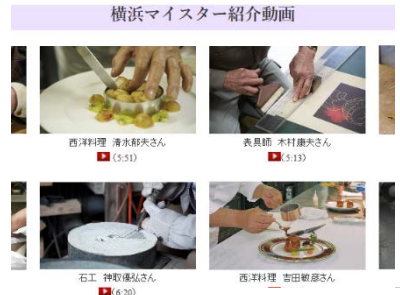 横浜マイスター紹介動画
西洋料理 清水郁夫さん
(5:51)
表具師 木村康夫さん
(5:13)
石工 神取優弘さん
(6:20)
西洋料理 吉田敏彦さん